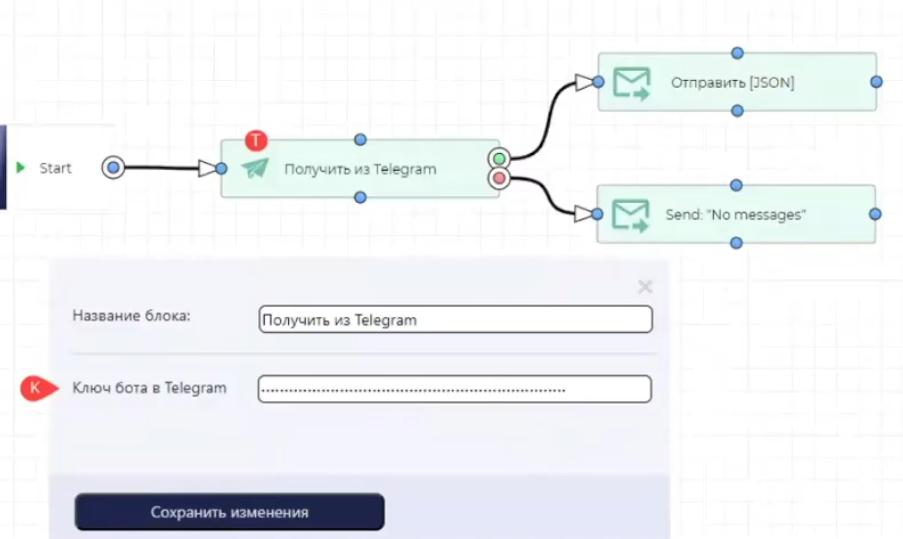 Отправить [JSON]
T
Start
Получить из Telegram
Send: "No messages"
×
Название блока:
Получить из Telegram
K
Ключ бота в Telegram
Сохранить изменения